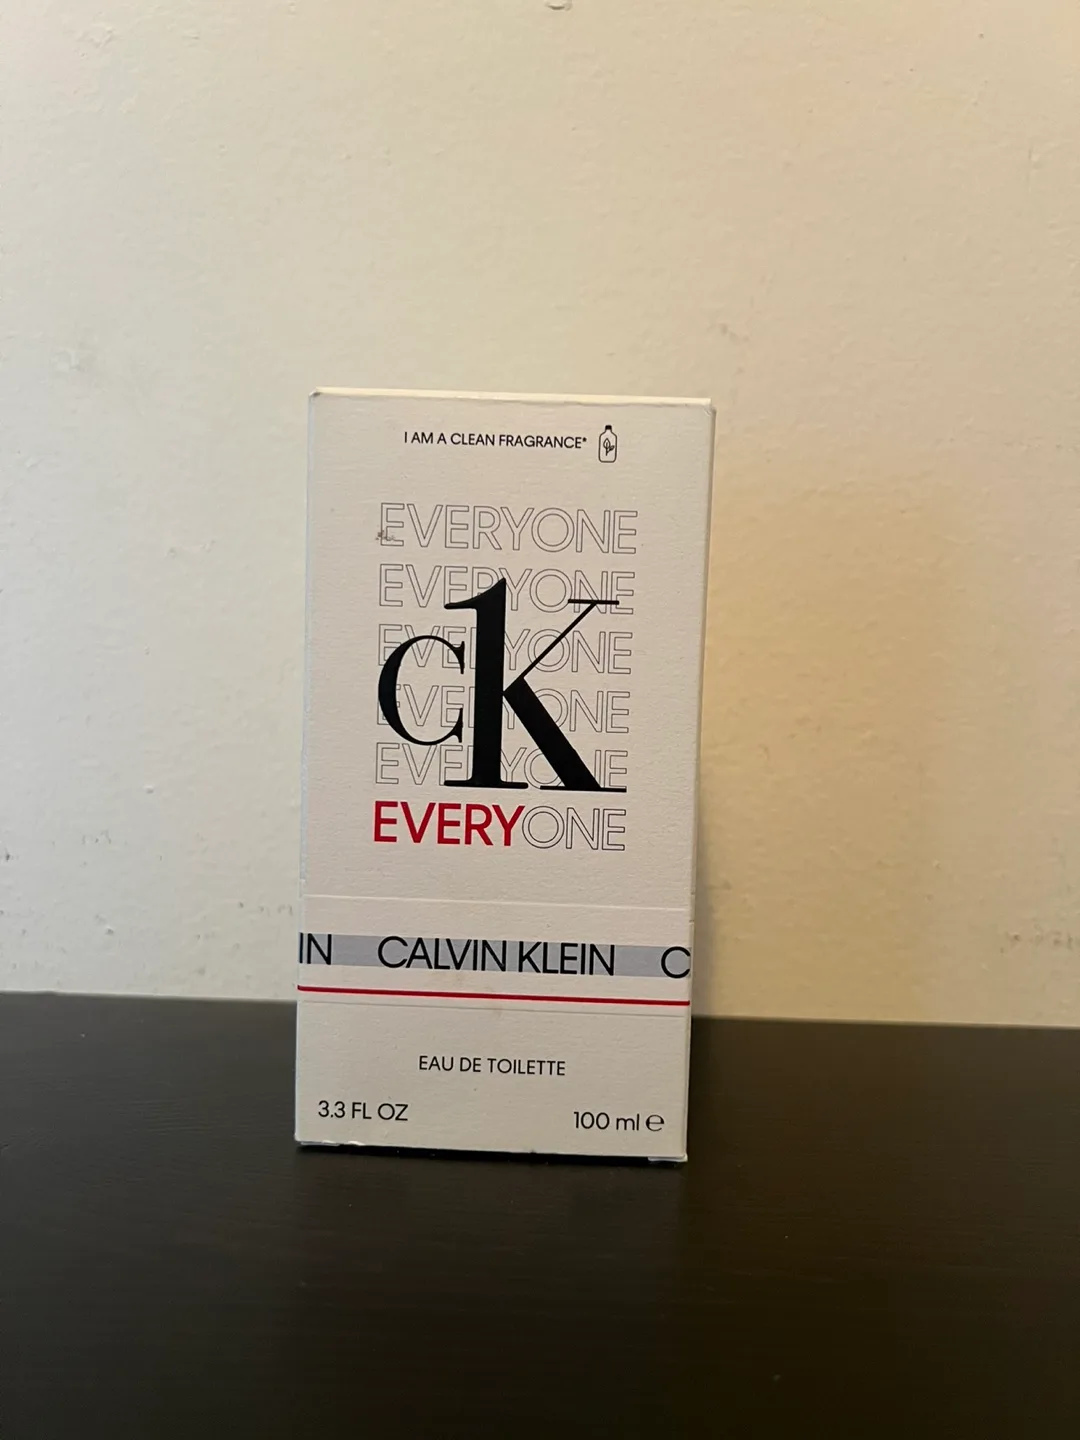 I AM A CLEAN FRAGRANCE*
EVERYONE
EVERYONE
EVERYONE
EVERYONE
EVERYONE
cK
EVERYONE
IN CALVIN KLEIN C
EAU DE TOILETTE
3.3 FL OZ
100 ml ℮